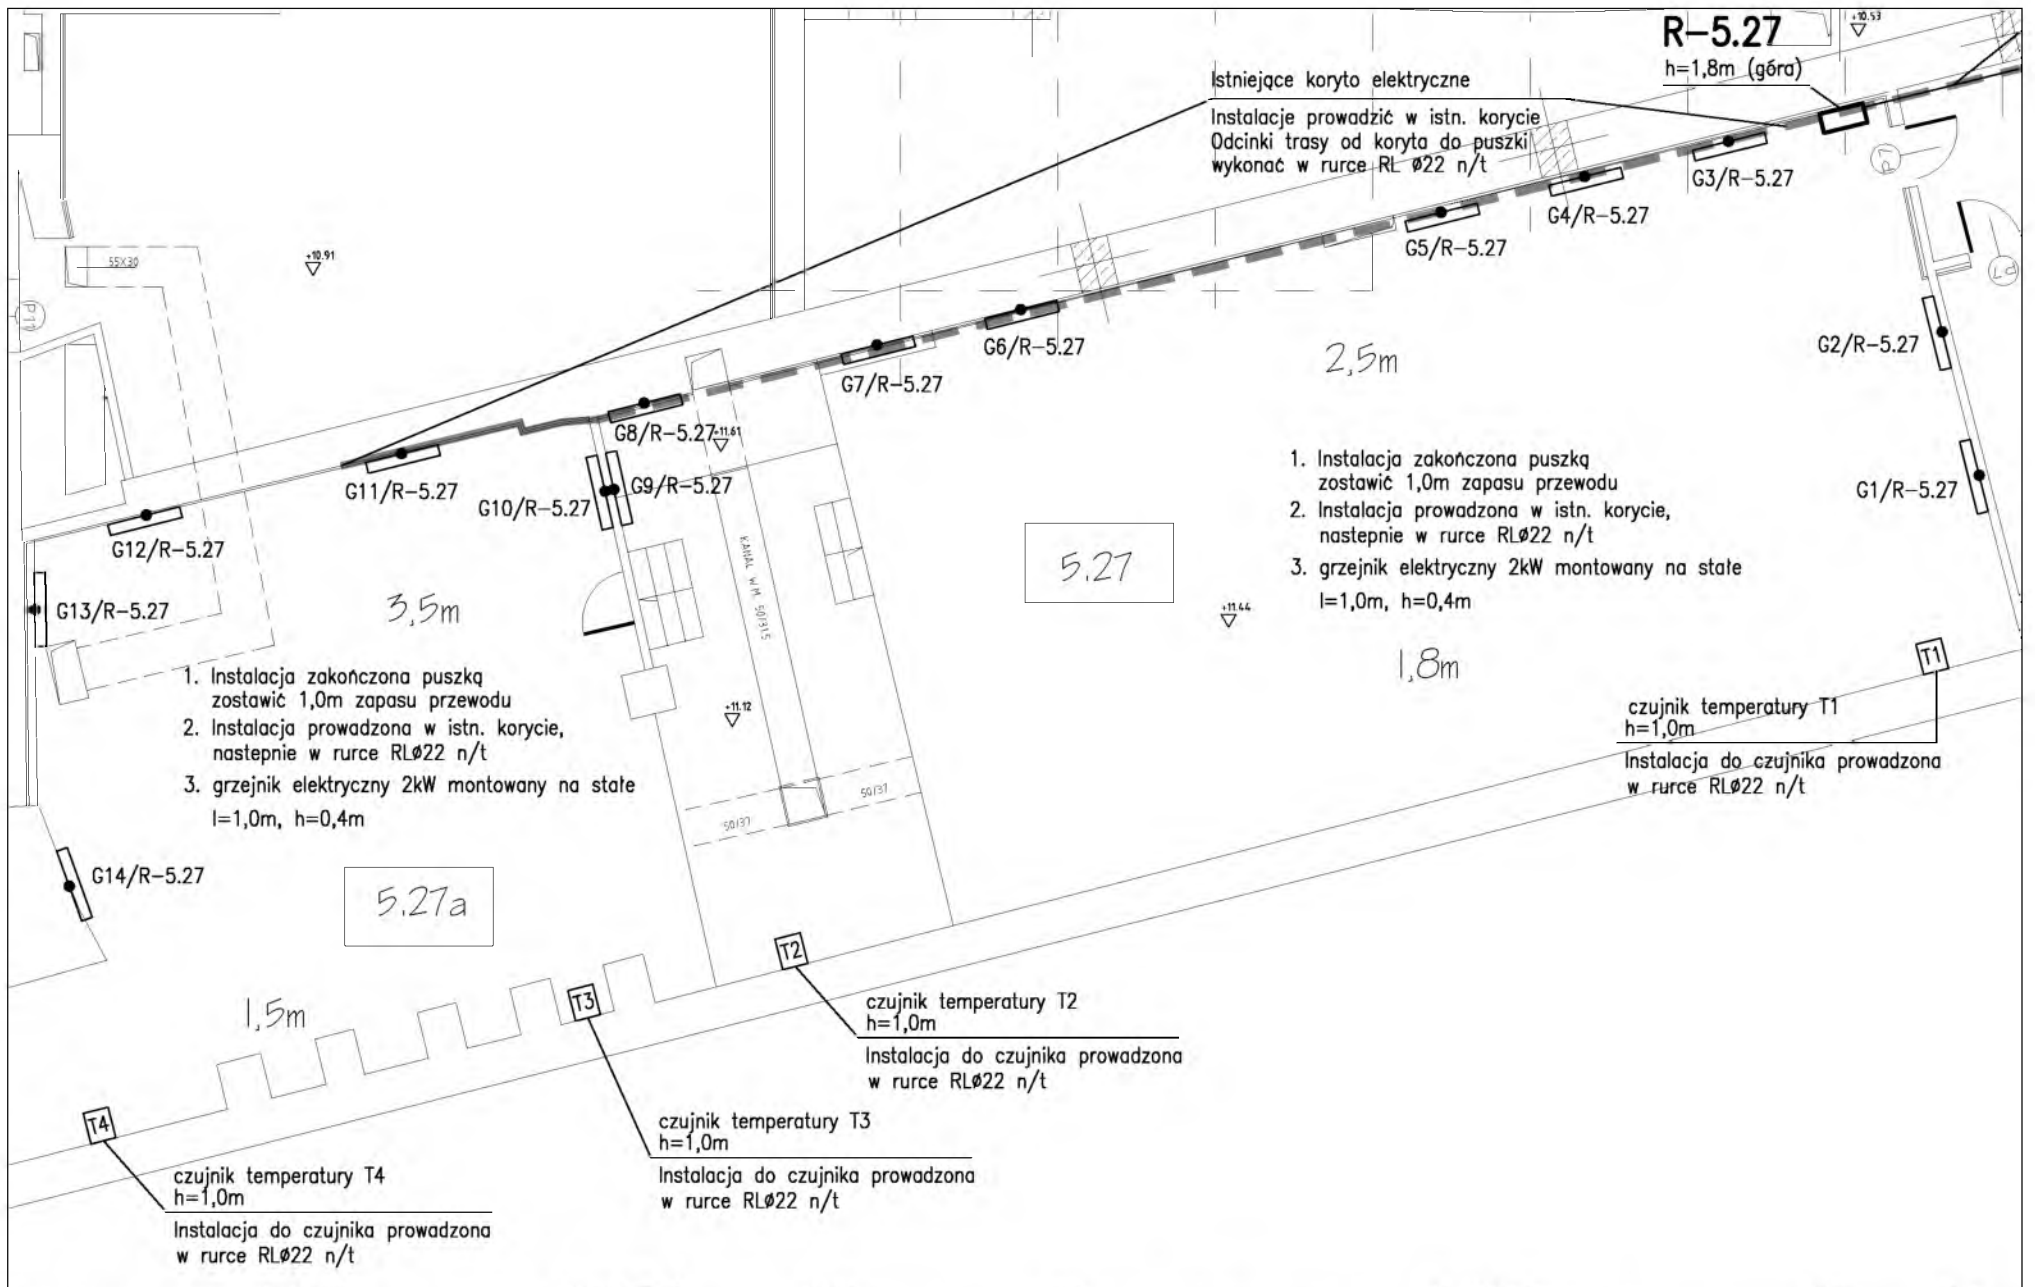 R-5.27
h=1,8m (góra)
+10.53
Istniejące koryto elektryczne
Instalacje prowadzić w istn. korycie
Odcinki trasy od koryta do puszki
wykonać w rurce RL ø22 n/t
G3/R-5.27
G4/R-5.27
G5/R-5.27
55X30
+10.91
P11
P7
G6/R-5.27
G2/R-5.27
2,5m
G7/R-5.27
G8/R-5.27
+11.61
G11/R-5.27
G10/R-5.27
G9/R-5.27
G1/R-5.27
1. Instalacja zakończona puszką
zostawić 1,0m zapasu przewodu
2. Instalacja prowadzona w istn. korycie,
nastepnie w rurce RLø22 n/t
3. grzejnik elektryczny 2kW montowany na stałe
l=1,0m, h=0,4m
G12/R-5.27
KANAŁ W.M. 50/31.5
5.27
G13/R-5.27
3,5m
+11.44
1,8m
T1
1. Instalacja zakończona puszką
zostawić 1,0m zapasu przewodu
2. Instalacja prowadzona w istn. korycie,
nastepnie w rurce RLø22 n/t
3. grzejnik elektryczny 2kW montowany na stałe
l=1,0m, h=0,4m
+11.12
czujnik temperatury T1
h=1,0m
Instalacja do czujnika prowadzona
w rurce RLø22 n/t
50/37
50/37
G14/R-5.27
5.27a
T2
1,5m
T3
czujnik temperatury T2
h=1,0m
Instalacja do czujnika prowadzona
w rurce RLø22 n/t
T4
czujnik temperatury T3
h=1,0m
Instalacja do czujnika prowadzona
w rurce RLø22 n/t
czujnik temperatury T4
h=1,0m
Instalacja do czujnika prowadzona
w rurce RLø22 n/t